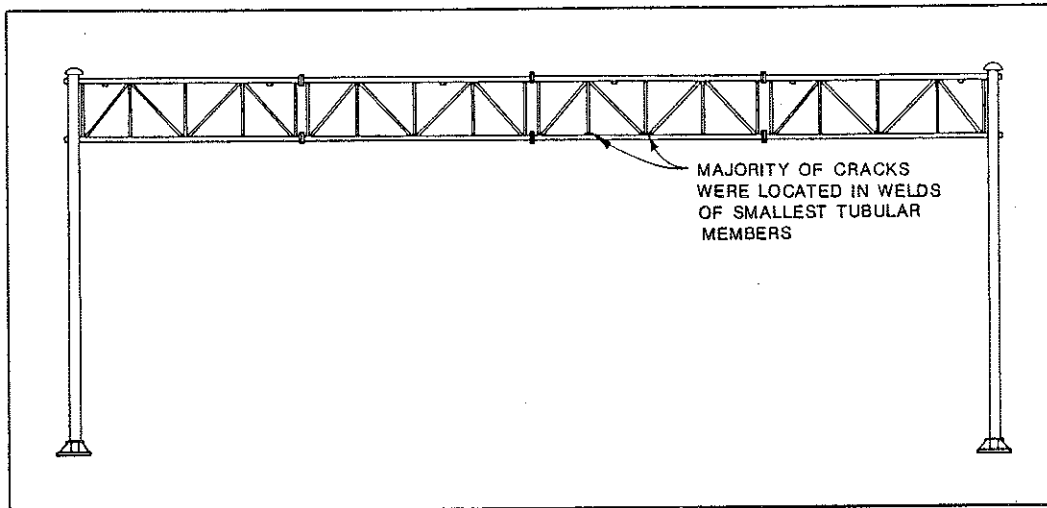 MAJORITY OF CRACKS
WERE LOCATED IN WELDS
OF SMALLEST TUBULAR
MEMBERS